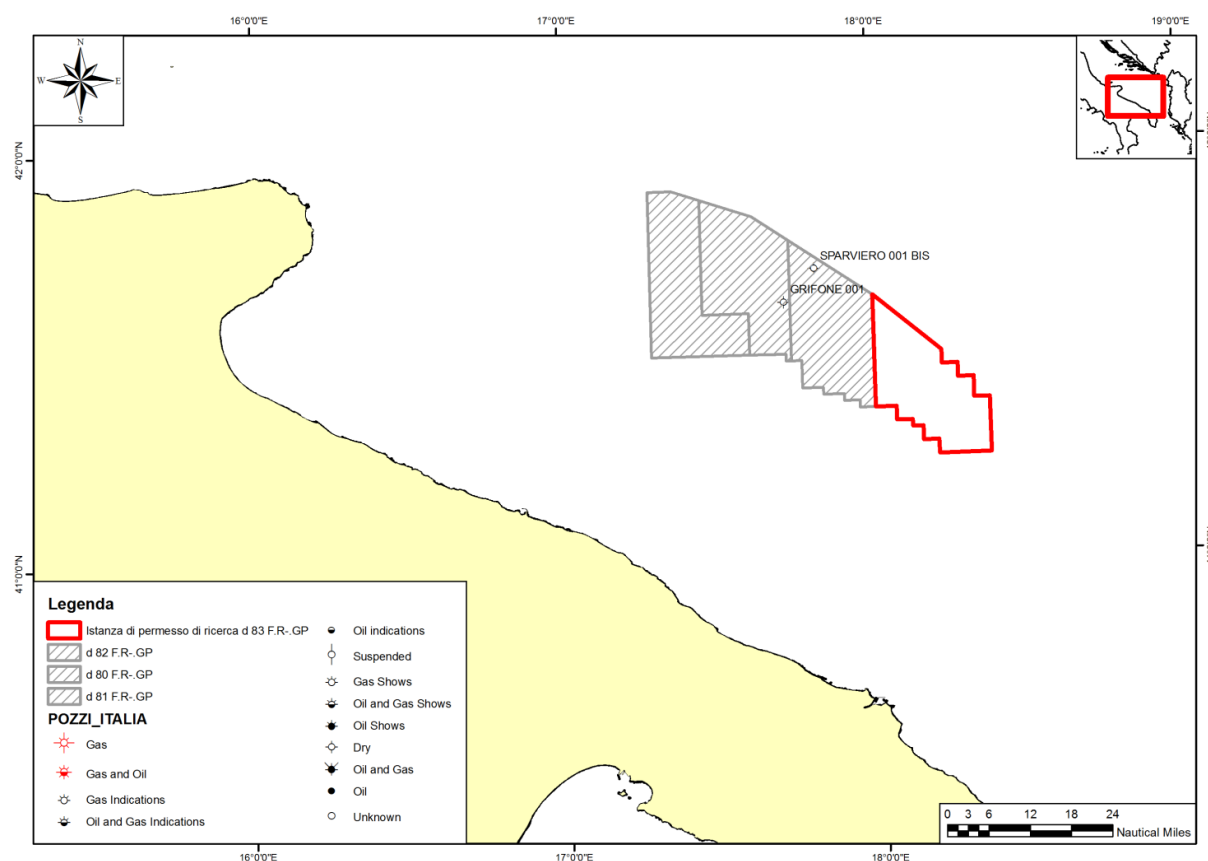 16°0'0"E 17°0'0"E 18°0'0"E 19°0'0"E
N
W E
S
42°0'0"N
SPARVIERO 001 BIS
GRIFONE 001
41°0'0"N
Legenda
Istanza di permesso di ricerca d 83 F.R-.GP
d 82 F.R-.GP
d 80 F.R-.GP
d 81 F.R-.GP
POZZI_ITALIA
Gas
Gas and Oil
Gas Indications
Oil and Gas Indications
Oil indications
Suspended
Gas Shows
Oil and Gas Shows
Oil Shows
Dry
Oil and Gas
Oil
Unknown
0 3 6 12 18 24
Nautical Miles
16°0'0"E 17°0'0"E 18°0'0"E